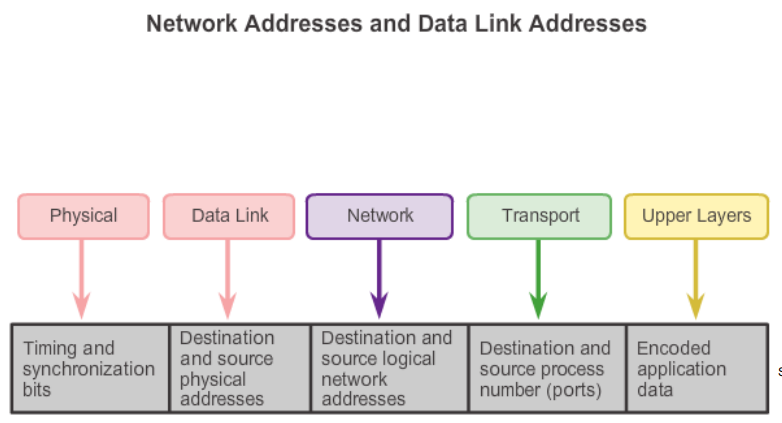 Network Addresses and Data Link Addresses
Physical
Data Link
Network
Transport
Upper Layers
Timing and
synchronization
bits
Destination
and source
physical
addresses
Destination and
source logical
network
addresses
Destination and
source process
number (ports)
Encoded
application
data